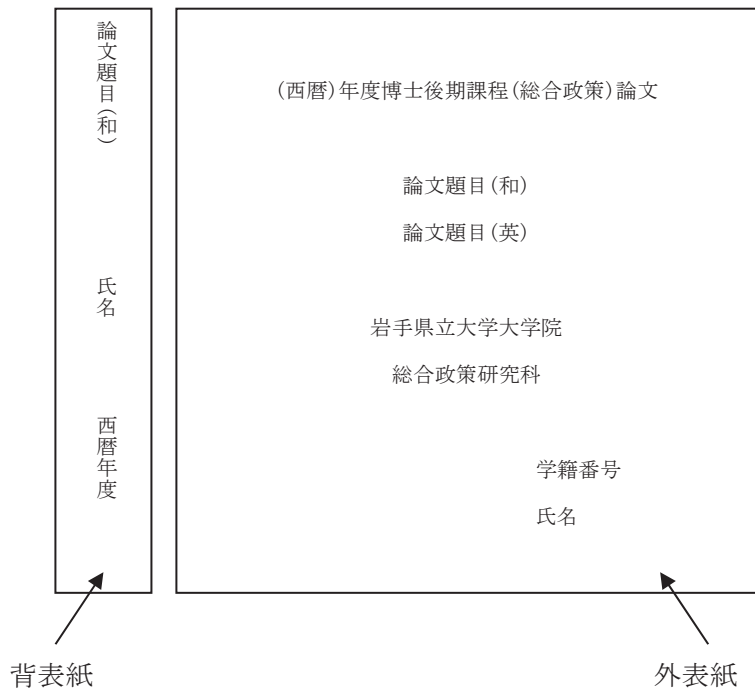 論文題目(和)
氏名
西暦年度
(西暦)年度博士後期課程(総合政策)論文
論文題目(和)
論文題目(英)
岩手県立大学大学院
総合政策研究科
学籍番号
氏名
背表紙
外表紙